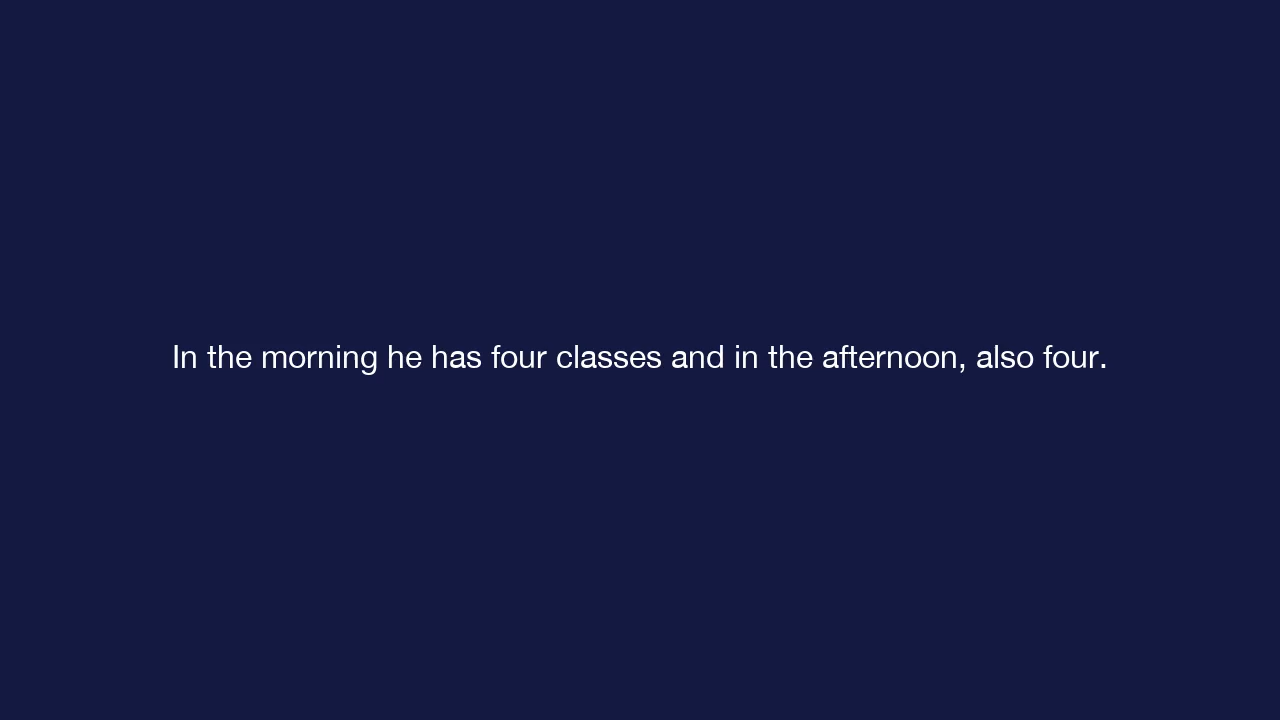 In the morning he has four classes and in the afternoon, also four.